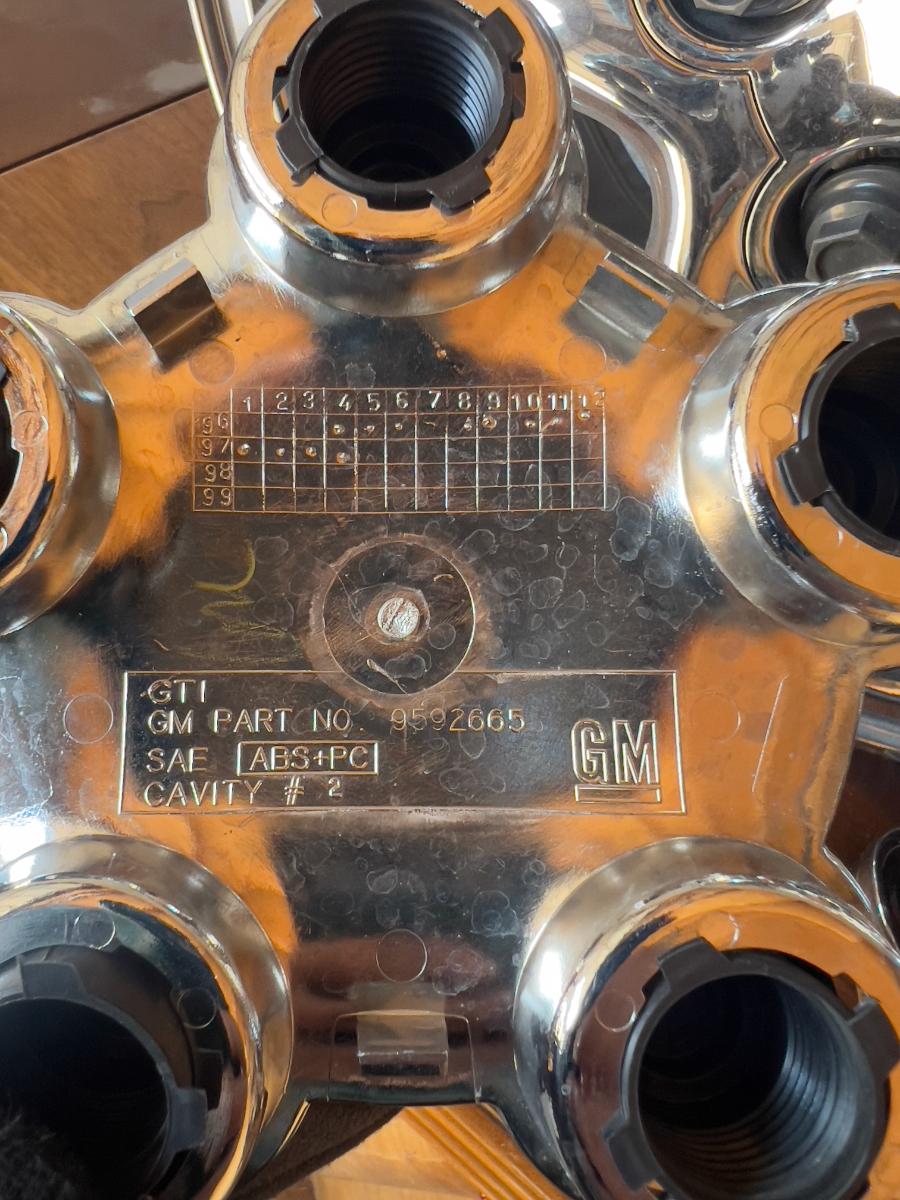 1 2 3 4 5 6 7 8 9 10 11 12
96
97
98
99
GTI
GM PART NO. 9592665
SAE ABS+PC
CAVITY # 2
GM